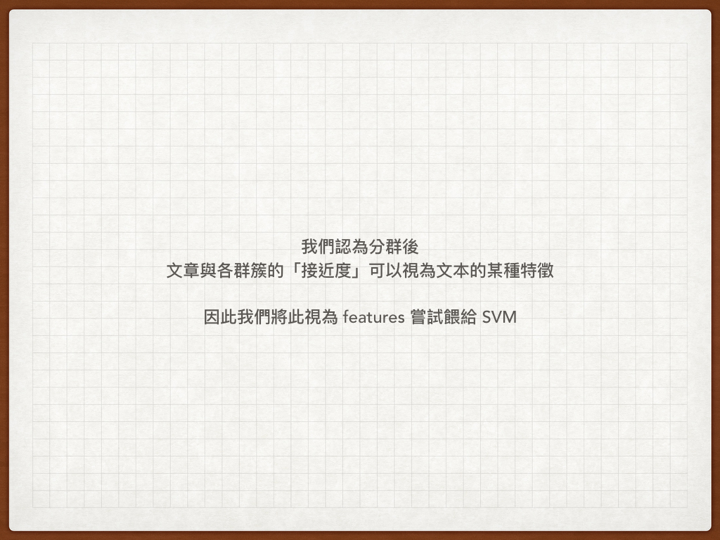 我們認為分群後
文章與各群簇的「接近度」可以視為文本的某種特徵
因此我們將此視為 features 嘗試餵給 SVM